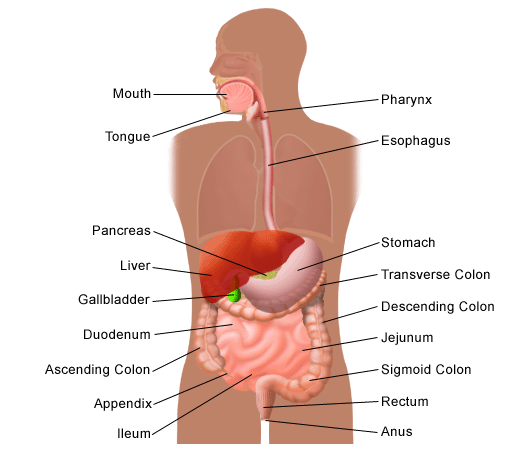 Mouth
Tongue
Pancreas
Liver
Gallbladder
Duodenum
Ascending Colon
Appendix
Ileum
Pharynx
Esophagus
Stomach
Transverse Colon
Descending Colon
Jejunum
Sigmoid Colon
Rectum
Anus